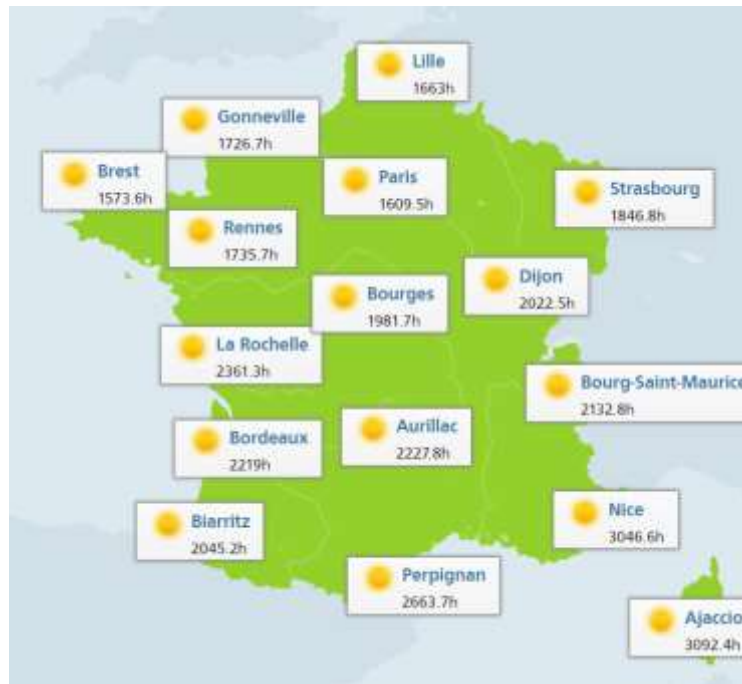 Lille
1663h
Gonneville
1726.7h
Brest
1573.6h
Paris
1609.5h
Strasbourg
1846.8h
Rennes
1735.7h
Dijon
2022.5h
Bourges
1981.7h
La Rochelle
2361.3h
Bourg-Saint-Maurice
2132.8h
Aurillac
2227.8h
Bordeaux
2219h
Nice
3046.6h
Biarritz
2045.2h
Perpignan
2663.7h
Ajaccio
3092.4h